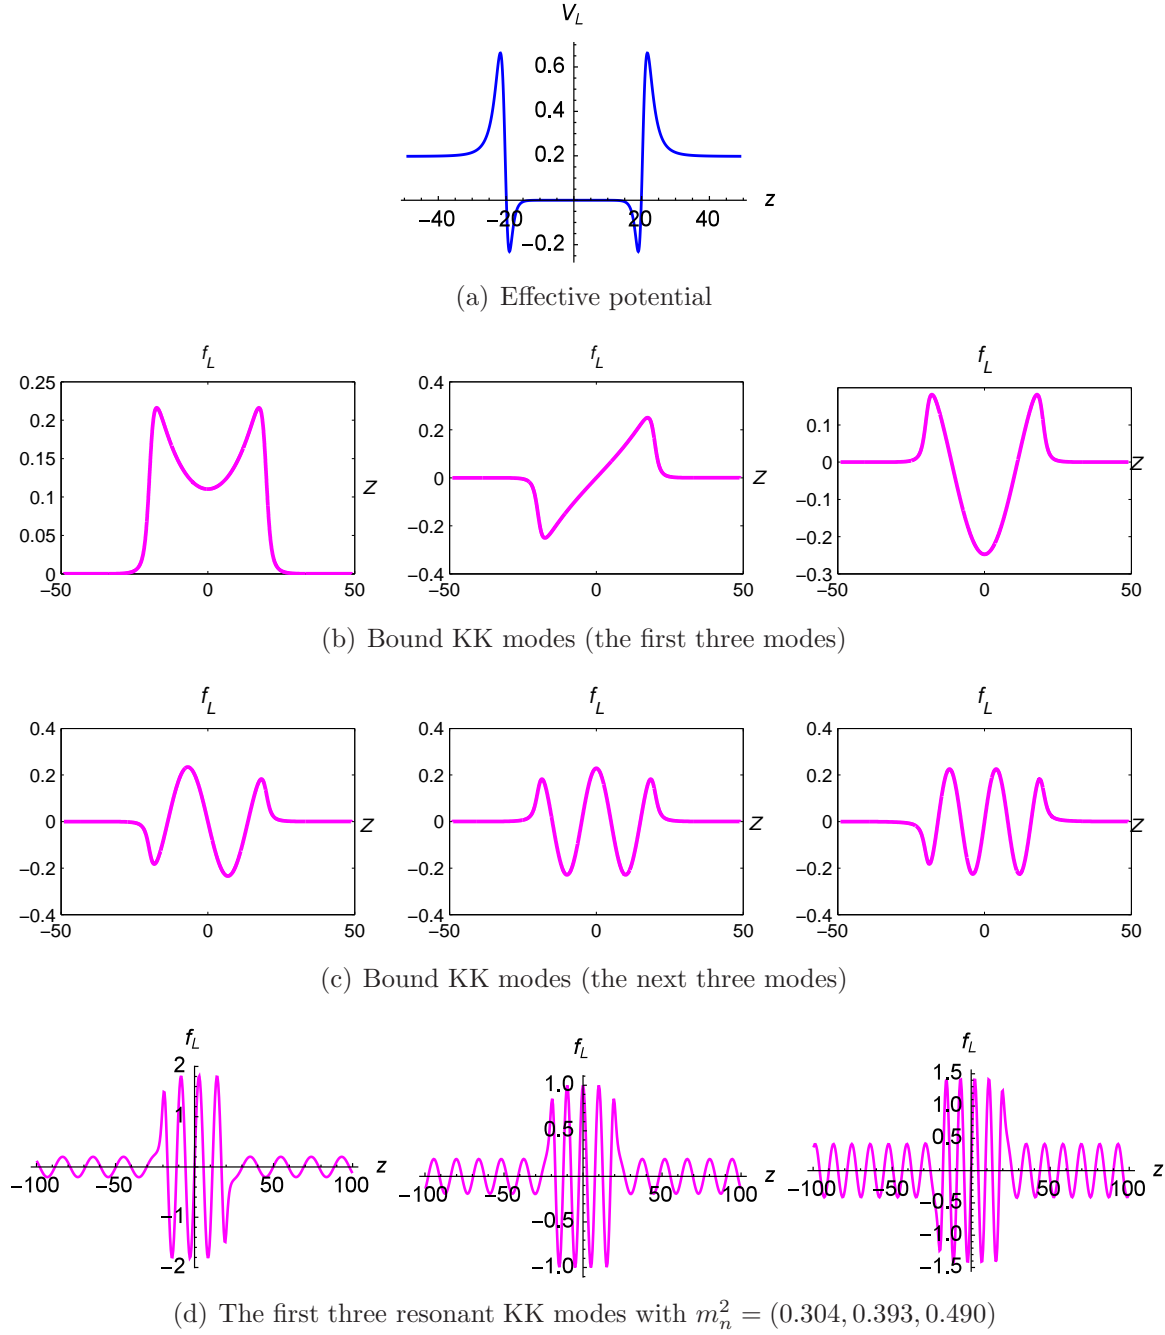 V_L
0.6
0.4
0.2
−40 −20 20 40 z
−0.2
(a) Effective potential
f_L f_L f_L
0.25 0.4
0.2 0.2 0.1
0.15 0 0
0.1 Z −0.1
0.05 −0.2 −0.2
0 −0.4 −0.3
−50 0 50 −50 0 50 −50 0 50
Z Z
(b) Bound KK modes (the first three modes)
f_L f_L f_L
0.4 0.4 0.4
0.2 0.2 0.2
0 Z 0 Z 0 Z
−0.2 −0.2 −0.2
−0.4 −0.4 −0.4
−50 0 50 −50 0 50 −50 0 50
(c) Bound KK modes (the next three modes)
f_L f_L f_L
2 1.0 1.5
1 0.5 1.0
0.5
−100 −50 50 100 z −100 −50 50 100 z −100 −50 50 100 z
−0.5
−1 −0.5 −1.0
−2 −1.0 −1.5
(d) The first three resonant KK modes with m_n^2 = (0.304, 0.393, 0.490)